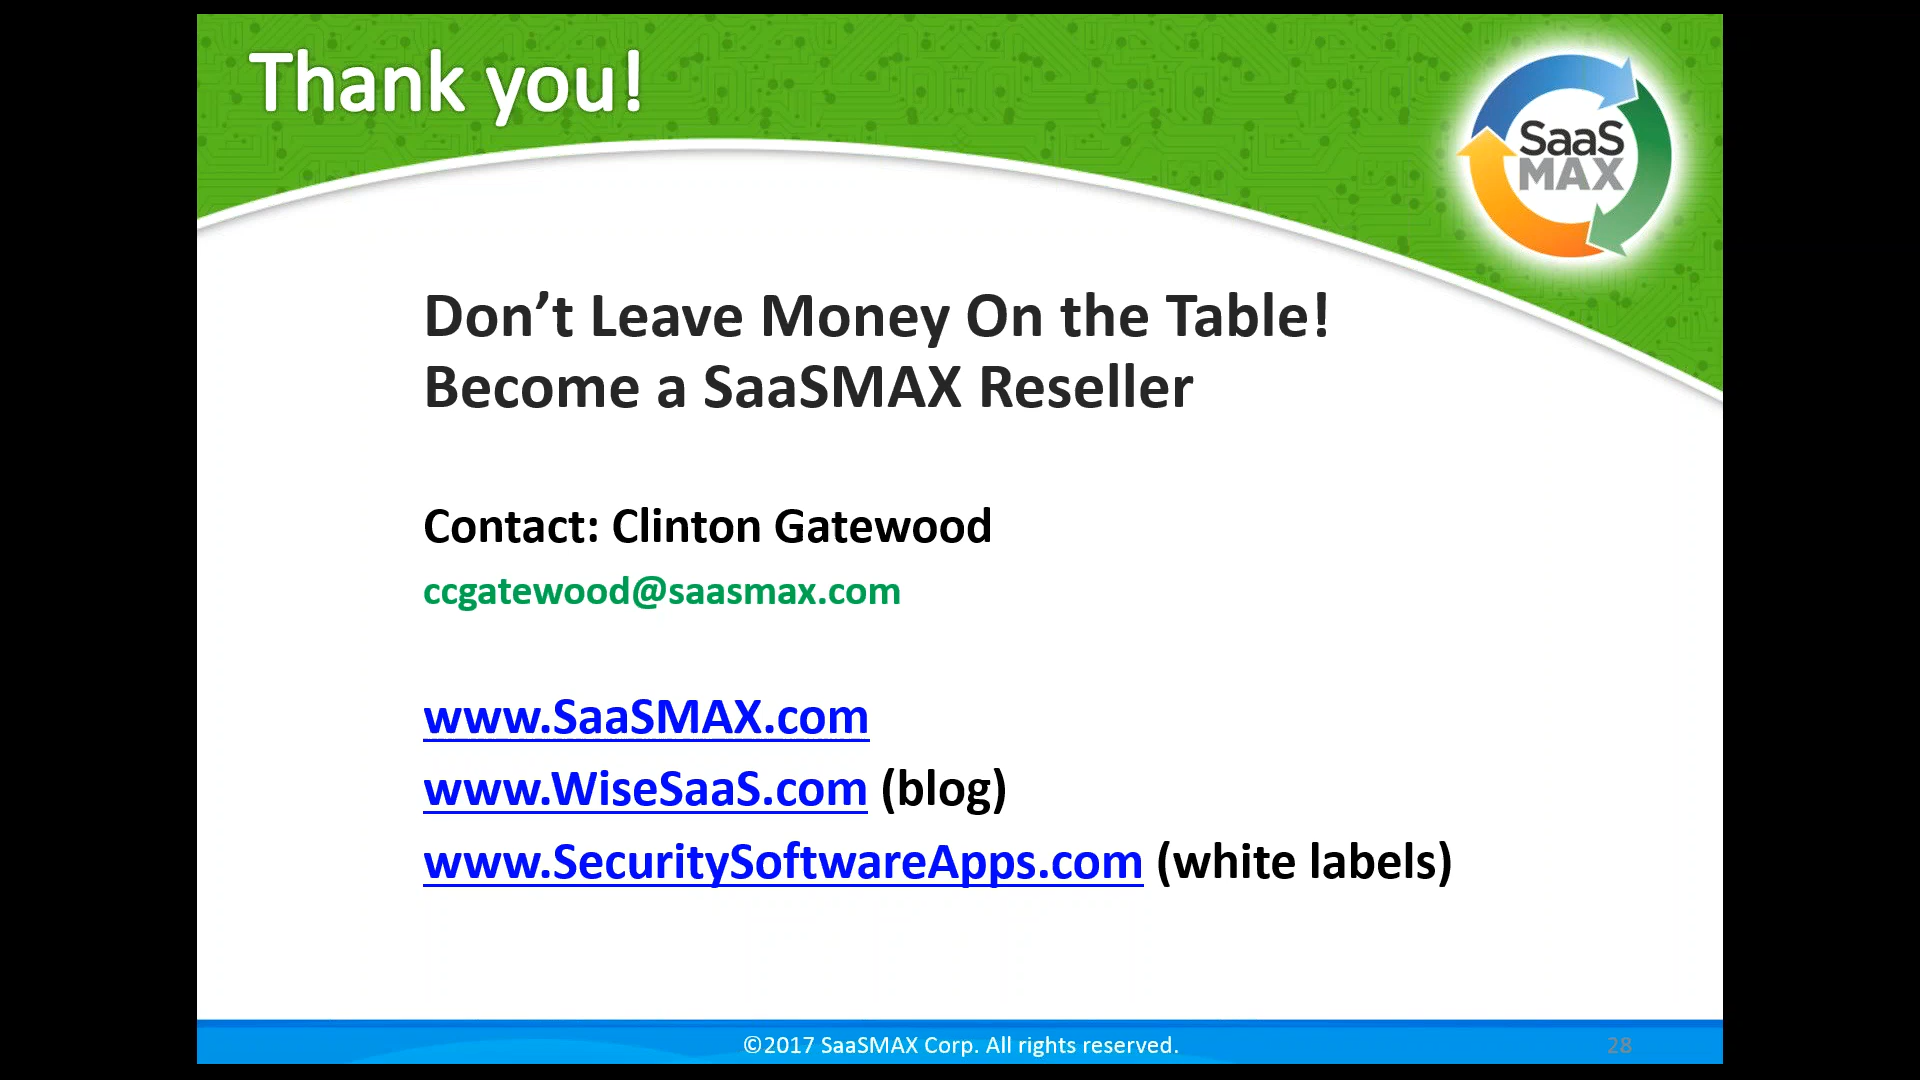 Thank you!
SaaS
MAX
Don’t Leave Money On the Table!
Become a SaaSMAX Reseller
Contact: Clinton Gatewood
ccgatewood@saasmax.com
www.SaaSMAX.com
www.WiseSaaS.com (blog)
www.SecuritySoftwareApps.com (white labels)
©2017 SaaSMAX Corp. All rights reserved.
28